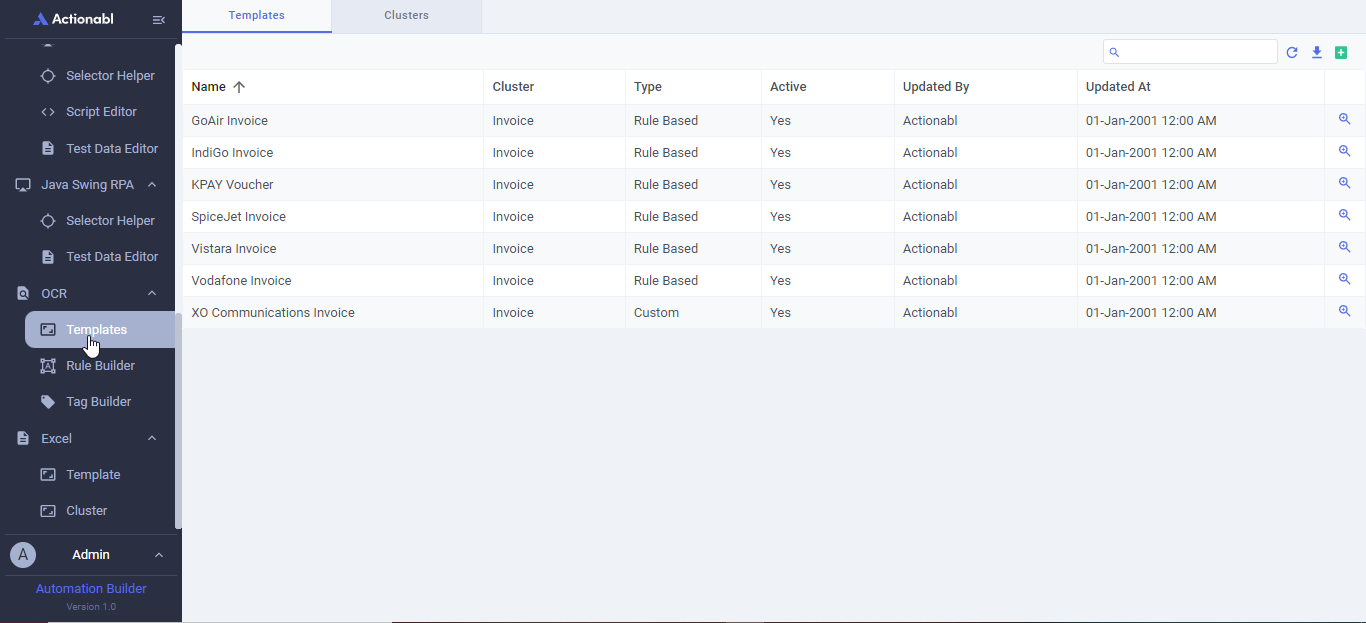 Actionabl
Selector Helper
Script Editor
Test Data Editor
Java Swing RPA
Selector Helper
Test Data Editor
OCR
Templates
Rule Builder
Tag Builder
Excel
Template
Cluster
A Admin
Automation Builder
Version 1.0
Templates Clusters
Name Cluster Type Active Updated By Updated At
GoAir Invoice Invoice Rule Based Yes Actionabl 01-Jan-2001 12:00 AM
IndiGo Invoice Invoice Rule Based Yes Actionabl 01-Jan-2001 12:00 AM
KPAY Voucher Invoice Rule Based Yes Actionabl 01-Jan-2001 12:00 AM
SpiceJet Invoice Invoice Rule Based Yes Actionabl 01-Jan-2001 12:00 AM
Vistara Invoice Invoice Rule Based Yes Actionabl 01-Jan-2001 12:00 AM
Vodafone Invoice Invoice Rule Based Yes Actionabl 01-Jan-2001 12:00 AM
XO Communications Invoice Invoice Custom Yes Actionabl 01-Jan-2001 12:00 AM